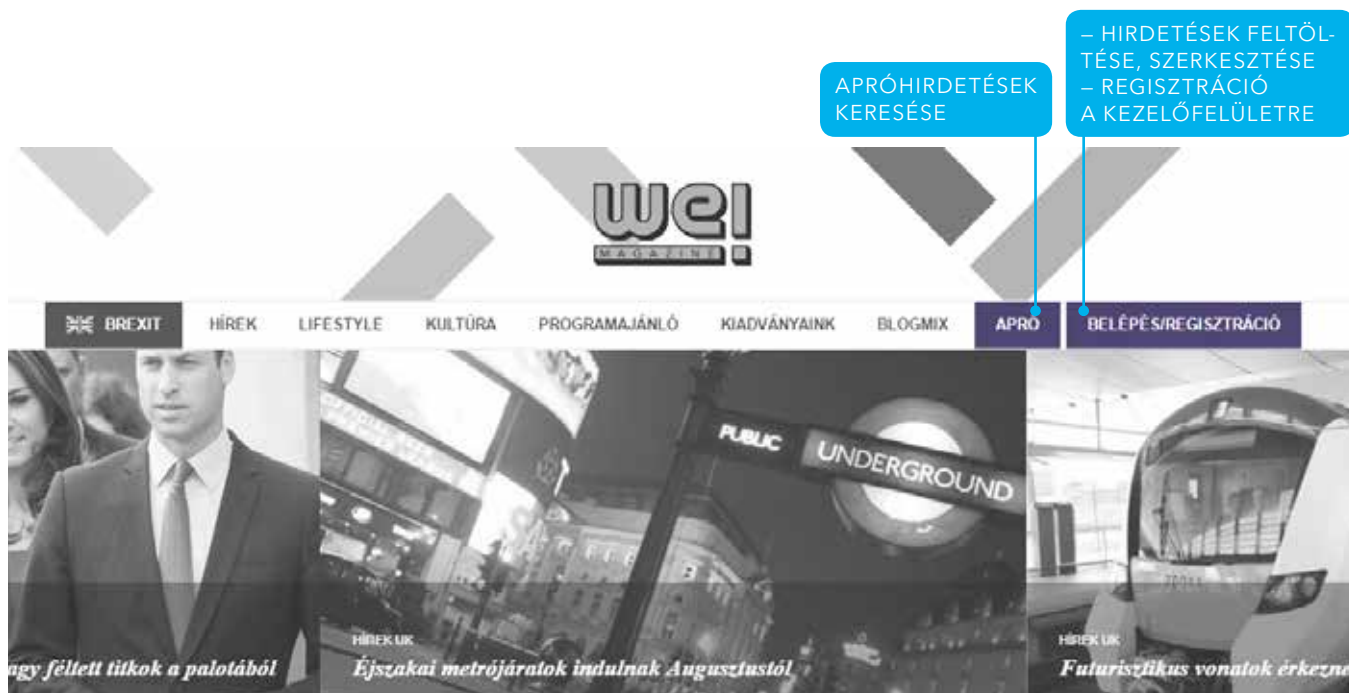 – HIRDETÉSEK FELTÖL-
TÉSE, SZERKESZTÉSE
– REGISZTRÁCIÓ
A KEZELŐFELÜLETRE
APRÓHIRDETÉSEK
KERESÉSE
wei!
MAGAZINE
BREXIT HÍREK LIFESTYLE KULTÚRA PROGRAMAJÁNLÓ KIADVÁNYAINK BLOGMIX APRÓ BELÉPÉS/REGISZTRÁCIÓ
PUBLIC UNDERGROUND
HÍREK UK
HÍREK UK
agy féltett titkok a palotából
Éjszakai metrójáratok indulnak Augusztustól
Futurisztikus vonatok érkezne